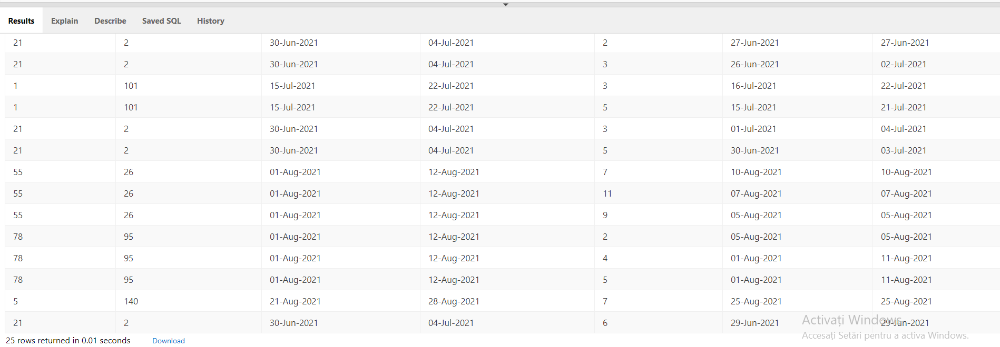 Results Explain Describe Saved SQL History
21 2 30-Jun-2021 04-Jul-2021 2 27-Jun-2021 27-Jun-2021
21 2 30-Jun-2021 04-Jul-2021 3 26-Jun-2021 02-Jul-2021
1 101 15-Jul-2021 22-Jul-2021 3 16-Jul-2021 22-Jul-2021
1 101 15-Jul-2021 22-Jul-2021 5 15-Jul-2021 21-Jul-2021
21 2 30-Jun-2021 04-Jul-2021 3 01-Jul-2021 04-Jul-2021
21 2 30-Jun-2021 04-Jul-2021 5 30-Jun-2021 03-Jul-2021
55 26 01-Aug-2021 12-Aug-2021 7 10-Aug-2021 10-Aug-2021
55 26 01-Aug-2021 12-Aug-2021 11 07-Aug-2021 07-Aug-2021
55 26 01-Aug-2021 12-Aug-2021 9 05-Aug-2021 05-Aug-2021
78 95 01-Aug-2021 12-Aug-2021 2 05-Aug-2021 05-Aug-2021
78 95 01-Aug-2021 12-Aug-2021 4 01-Aug-2021 11-Aug-2021
78 95 01-Aug-2021 12-Aug-2021 5 01-Aug-2021 11-Aug-2021
5 140 21-Aug-2021 28-Aug-2021 7 25-Aug-2021 25-Aug-2021
21 2 30-Jun-2021 04-Jul-2021 6 29-Jun-2021 29-Jun-2021
Activați Windows
Accesați Setări pentru a activa Windows.
25 rows returned in 0.01 seconds Download